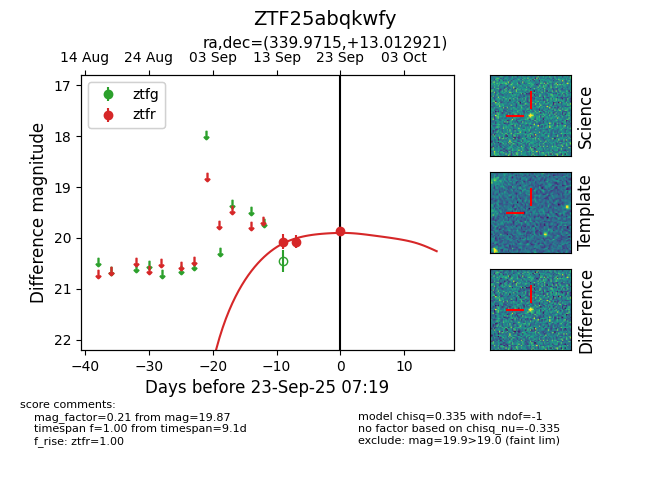 ZTF25abqkwfy
ra,dec=(339.9715,+13.012921)
14 Aug 24 Aug 03 Sep 13 Sep 23 Sep 03 Oct
17
18
19
20
21
22
Difference magnitude
ztfg
ztfr
−40 −30 −20 −10 0 10
Days before 23-Sep-25 07:19
Science
Template
Difference
score comments:
mag_factor=0.21 from mag=19.87
timespan f=1.00 from timespan=9.1d
f_rise: ztfr=1.00
model chisq=0.335 with ndof=-1
no factor based on chisq_nu=-0.335
exclude: mag=19.9>19.0 (faint lim)